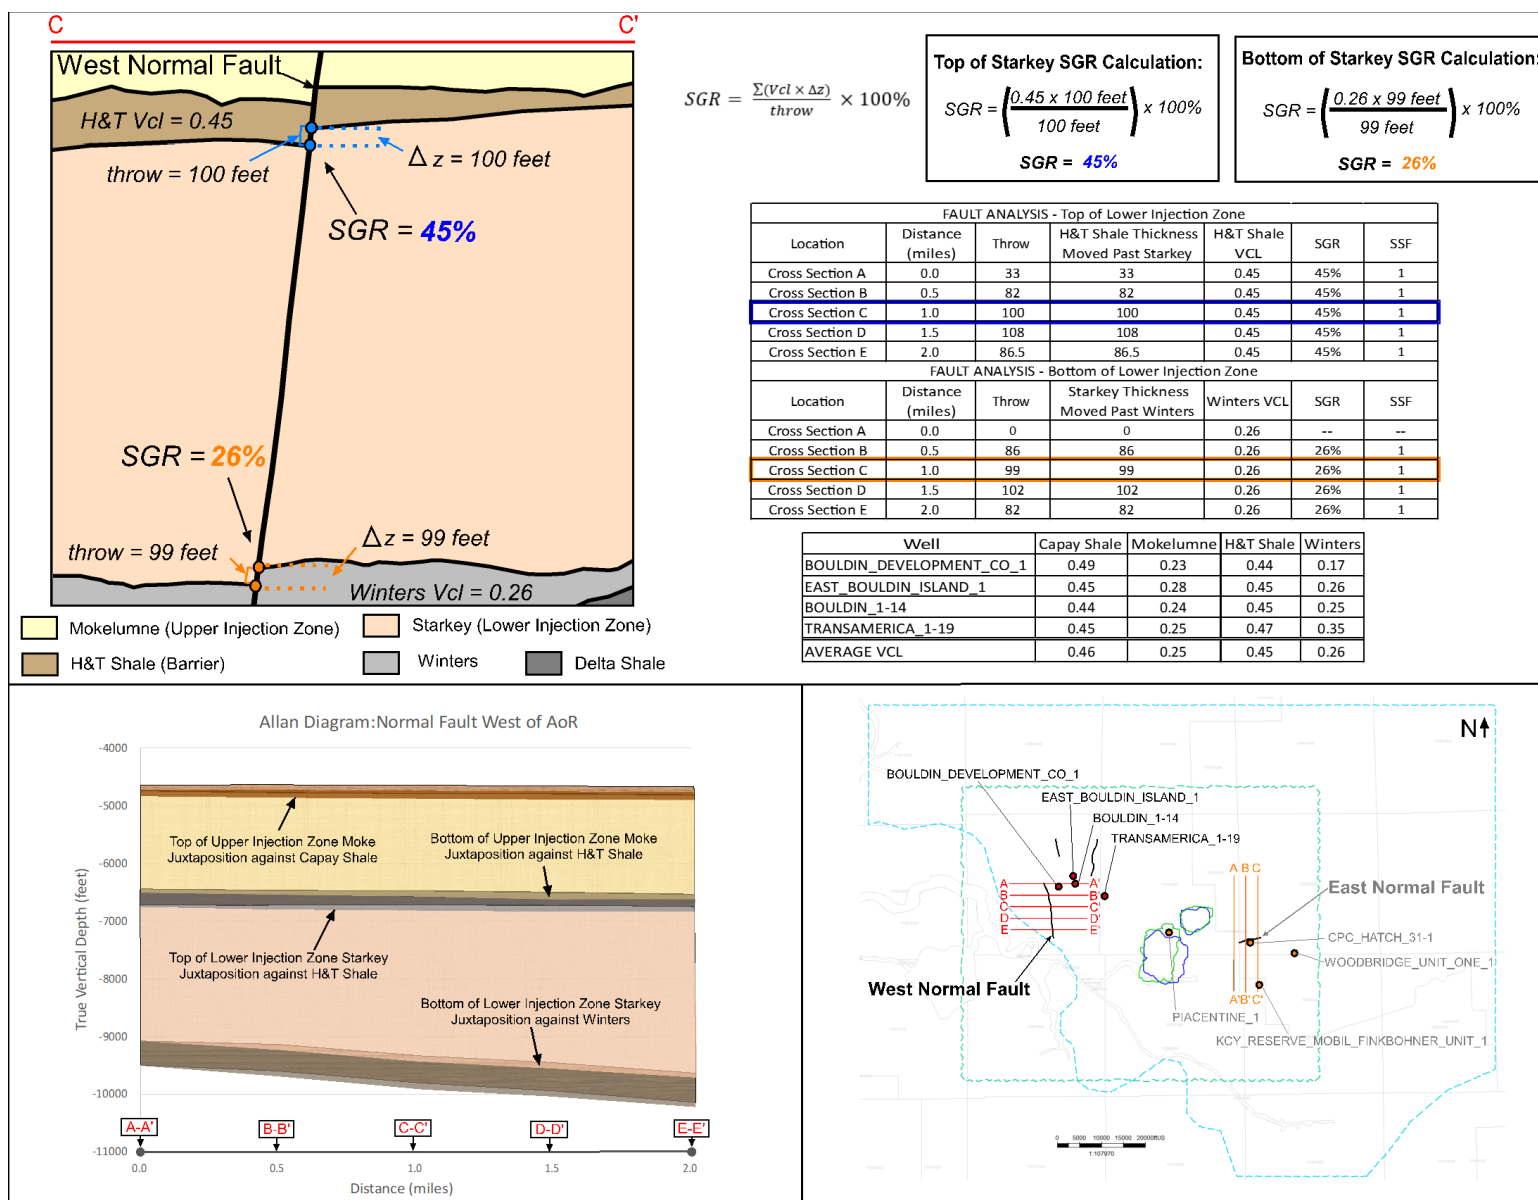 C C'
West Normal Fault
H&T Vcl = 0.45
throw = 100 feet
Δ z = 100 feet
SGR = 45%
SGR = 26%
throw = 99 feet
Δ z = 99 feet
Winters Vcl = 0.26
Mokelumne (Upper Injection Zone)
Starkey (Lower Injection Zone)
H&T Shale (Barrier)
Winters
Delta Shale
SGR = Σ(Vcl × Δz) / throw × 100%
Top of Starkey SGR Calculation:
SGR = (0.45 x 100 feet / 100 feet) x 100%
SGR = 45%
Bottom of Starkey SGR Calculation:
SGR = (0.26 x 99 feet / 99 feet) x 100%
SGR = 26%
FAULT ANALYSIS - Top of Lower Injection Zone
Location Distance (miles) Throw H&T Shale Thickness Moved Past Starkey H&T Shale VCL SGR SSF
Cross Section A 0.0 33 33 0.45 45% 1
Cross Section B 0.5 82 82 0.45 45% 1
Cross Section C 1.0 100 100 0.45 45% 1
Cross Section D 1.5 108 108 0.45 45% 1
Cross Section E 2.0 86.5 86.5 0.45 45% 1
FAULT ANALYSIS - Bottom of Lower Injection Zone
Location Distance (miles) Throw Starkey Thickness Moved Past Winters Winters VCL SGR SSF
Cross Section A 0.0 0 0 0.26 -- --
Cross Section B 0.5 86 86 0.26 26% 1
Cross Section C 1.0 99 99 0.26 26% 1
Cross Section D 1.5 102 102 0.26 26% 1
Cross Section E 2.0 82 82 0.26 26% 1
Well Capay Shale Mokelumne H&T Shale Winters
BOULDIN_DEVELOPMENT_CO_1 0.49 0.23 0.44 0.17
EAST_BOULDIN_ISLAND_1 0.45 0.28 0.45 0.26
BOULDIN_1-14 0.44 0.24 0.45 0.25
TRANSAMERICA_1-19 0.45 0.25 0.47 0.35
AVERAGE VCL 0.46 0.25 0.45 0.26
Allan Diagram:Normal Fault West of AoR
True Vertical Depth (feet)
-4000
-5000
-6000
-7000
-8000
-9000
-10000
-11000
Top of Upper Injection Zone Moke
Juxtaposition against Capay Shale
Bottom of Upper Injection Zone Moke
Juxtaposition against H&T Shale
Top of Lower Injection Zone Starkey
Juxtaposition against H&T Shale
Bottom of Lower Injection Zone Starkey
Juxtaposition against Winters
A-A' B-B' C-C' D-D' E-E'
0.0 0.5 1.0 1.5 2.0
Distance (miles)
N
BOULDIN_DEVELOPMENT_CO_1
EAST_BOULDIN_ISLAND_1
BOULDIN_1-14
TRANSAMERICA_1-19
A A'
B B'
C C'
D D'
E E'
West Normal Fault
A B C
East Normal Fault
CPC_HATCH_31-1
WOODBRIDGE_UNIT_ONE_1
A' B' C'
PIACENTINE_1
KCY_RESERVE_MOBIL_FINKBOHNER_UNIT_1
0 5000 10000 15000 20000ftUS
1:107970